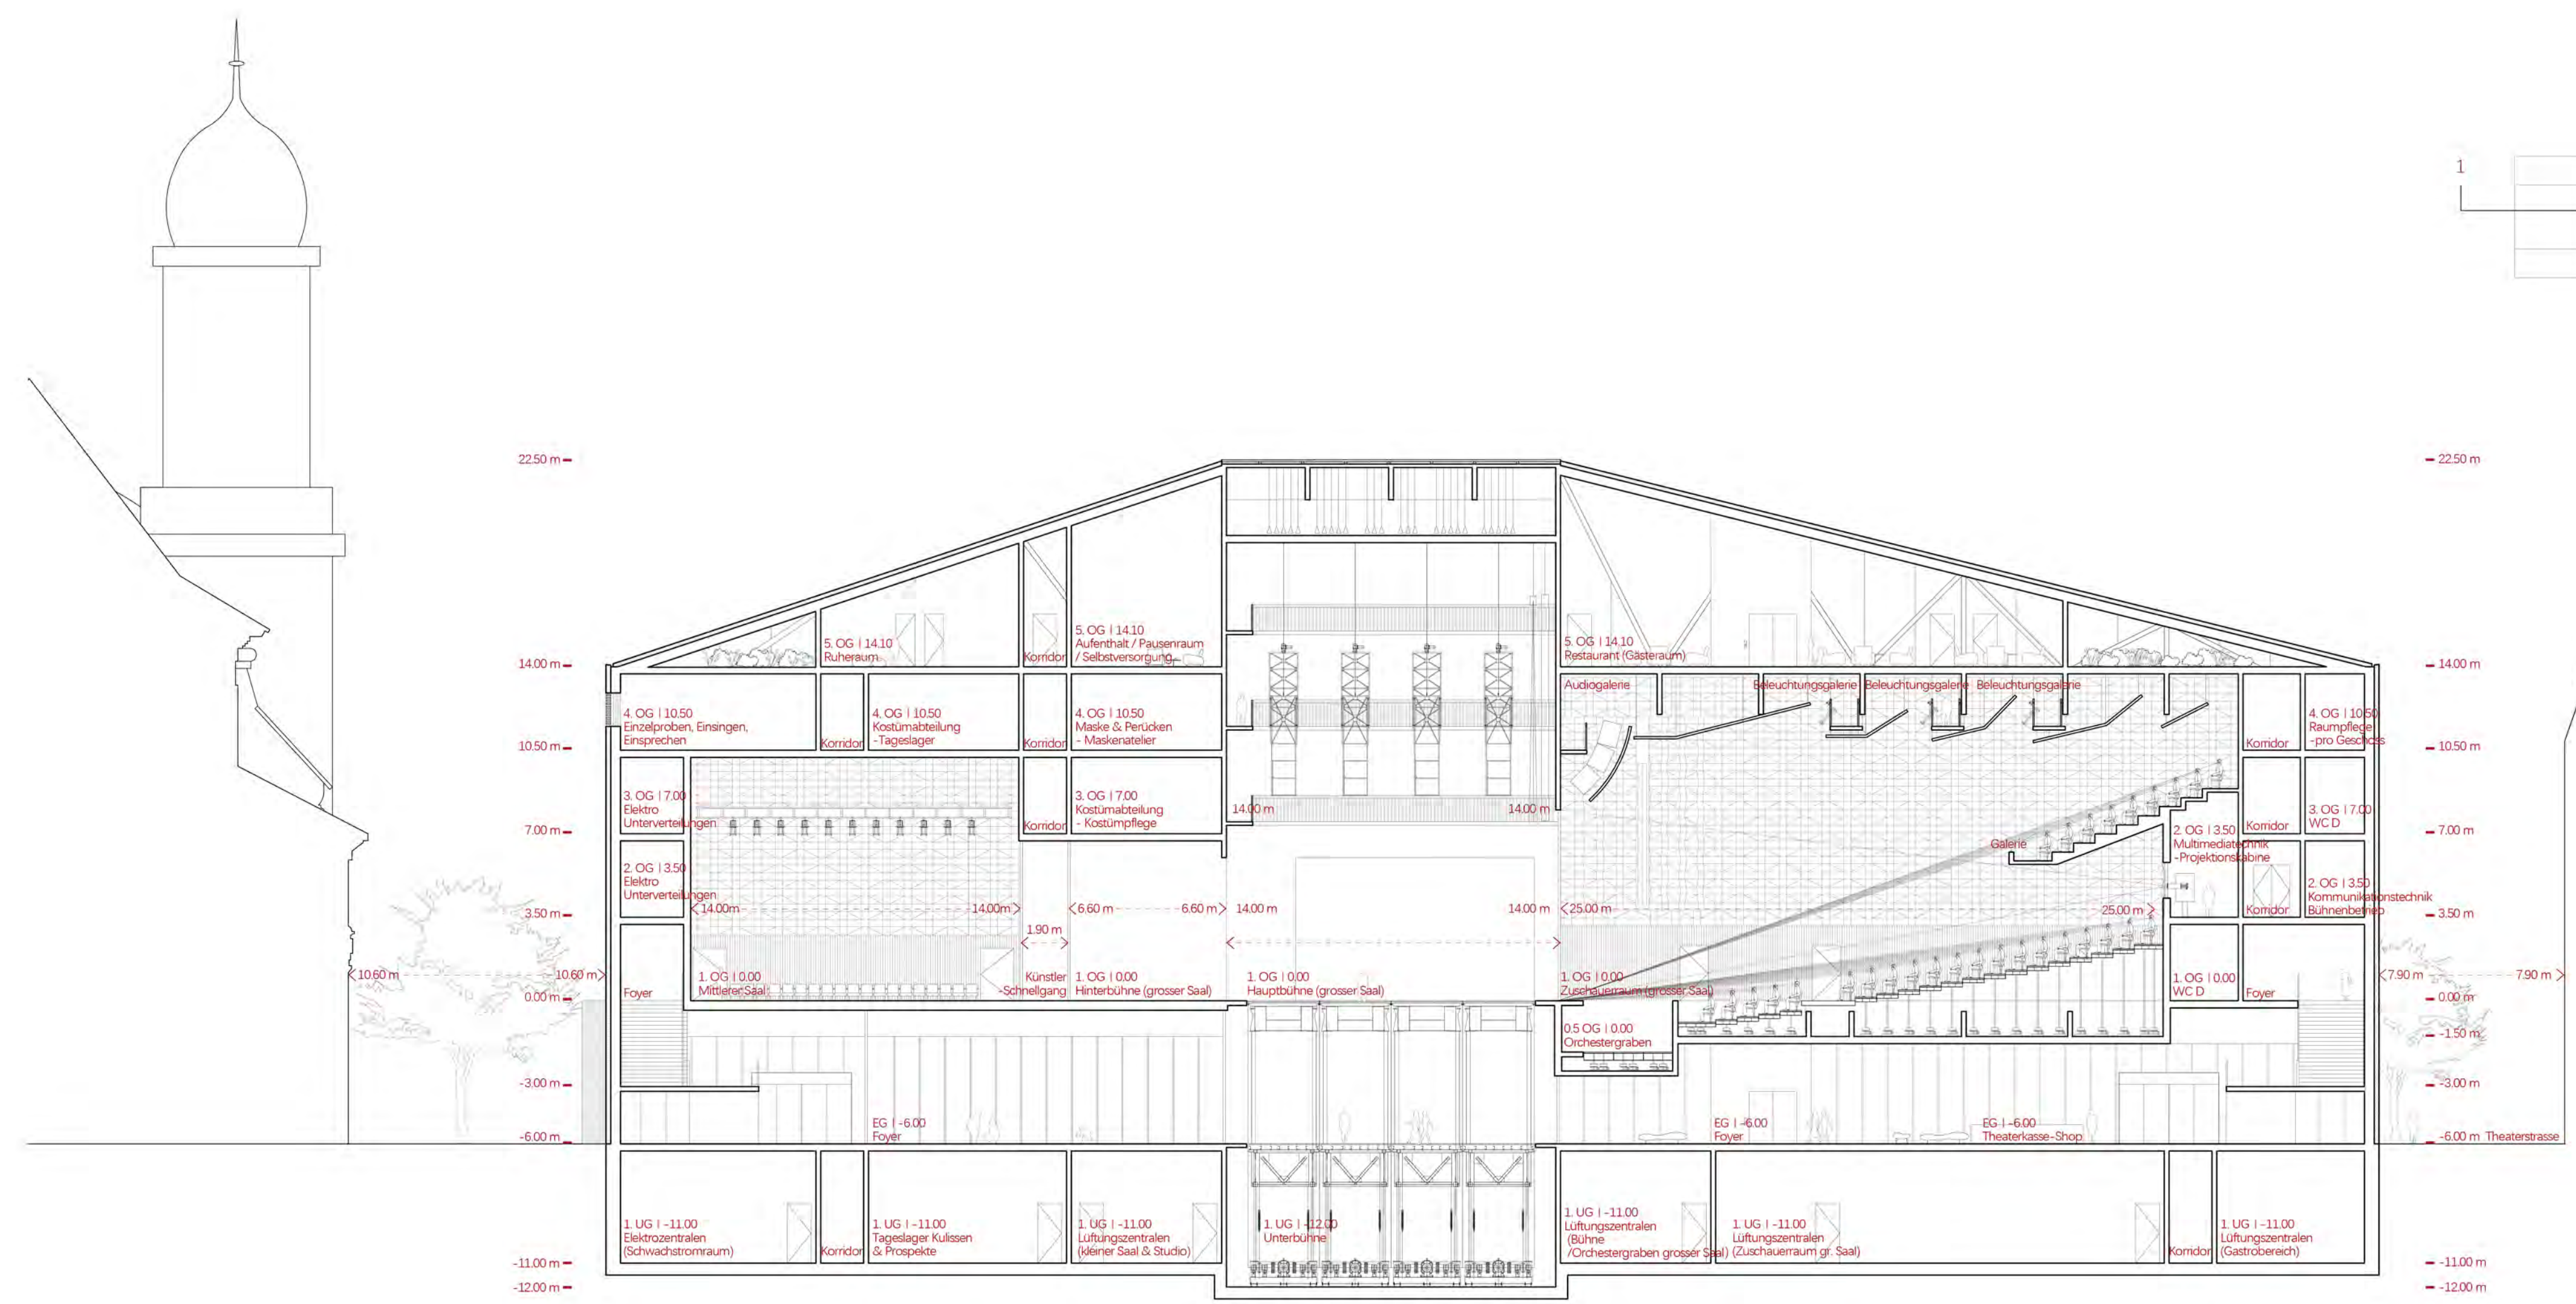 1
22.50 m
22.50 m
5. OG | 14.10
Ruheraum
Korridor
5. OG | 14.10
Aufenthalt / Pausenraum
/ Selbstversorgung
5. OG | 14.10
Restaurant (Gästeraum)
14.00 m
14.00 m
4. OG | 10.50
Einzelproben, Einsingen,
Einsprechen
Korridor
4. OG | 10.50
Kostümabteilung
-Tageslager
Korridor
4. OG | 10.50
Maske & Perücken
- Maskenatelier
Audiogalerie
Beleuchtungsgalerie
Beleuchtungsgalerie
Beleuchtungsgalerie
Korridor
4. OG | 10.50
Raumpflege
-pro Geschoss
10.50 m
10.50 m
3. OG | 7.00
Elektro
Unterverteilungen
Korridor
3. OG | 7.00
Kostümabteilung
- Kostümpflege
14.00 m
14.00 m
Korridor
3. OG | 7.00
WC D
7.00 m
7.00 m
2. OG | 3.50
Elektro
Unterverteilungen
Galerie
2. OG | 3.50
Multimediatechnik
-Projektionskabine
Korridor
2. OG | 3.50
Kommunikationstechnik
Bühnenbetrieb
3.50 m
14.00m
14.00m
6.60 m
6.60 m
14.00 m
14.00 m
25.00 m
25.00 m
3.50 m
1.90 m
10.60 m
10.60 m
Foyer
1. OG | 0.00
Mittlerer Saal
Künstler
-Schnellgang
1. OG | 0.00
Hinterbühne (grosser Saal)
1. OG | 0.00
Hauptbühne (grosser Saal)
1. OG | 0.00
Zuschauerraum (grosser Saal)
1. OG | 0.00
WC D
Foyer
7.90 m
7.90 m
0.00 m
0.00 m
0.5 OG | 0.00
Orchestergraben
-1.50 m
-3.00 m
-3.00 m
EG | -6.00
Foyer
EG | -6.00
Foyer
EG | -6.00
Theaterkasse-Shop
-6.00 m
-6.00 m Theaterstrasse
1. UG | -11.00
Elektrozentralen
(Schwachstromraum)
Korridor
1. UG | -11.00
Tageslager Kulissen
& Prospekte
1. UG | -11.00
Lüftungszentralen
(kleiner Saal & Studio)
1. UG | -12.00
Unterbühne
1. UG | -11.00
Lüftungszentralen
(Bühne
/Orchestergraben grosser Saal)
1. UG | -11.00
Lüftungszentralen
(Zuschauerraum gr. Saal)
Korridor
1. UG | -11.00
Lüftungszentralen
(Gastrobereich)
-11.00 m
-11.00 m
-12.00 m
-12.00 m